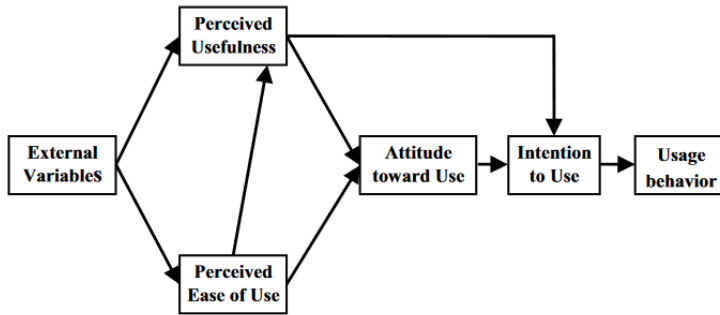 Perceived
Usefulness
External
Variables
Attitude
toward Use
Intention
to Use
Usage
behavior
Perceived
Ease of Use